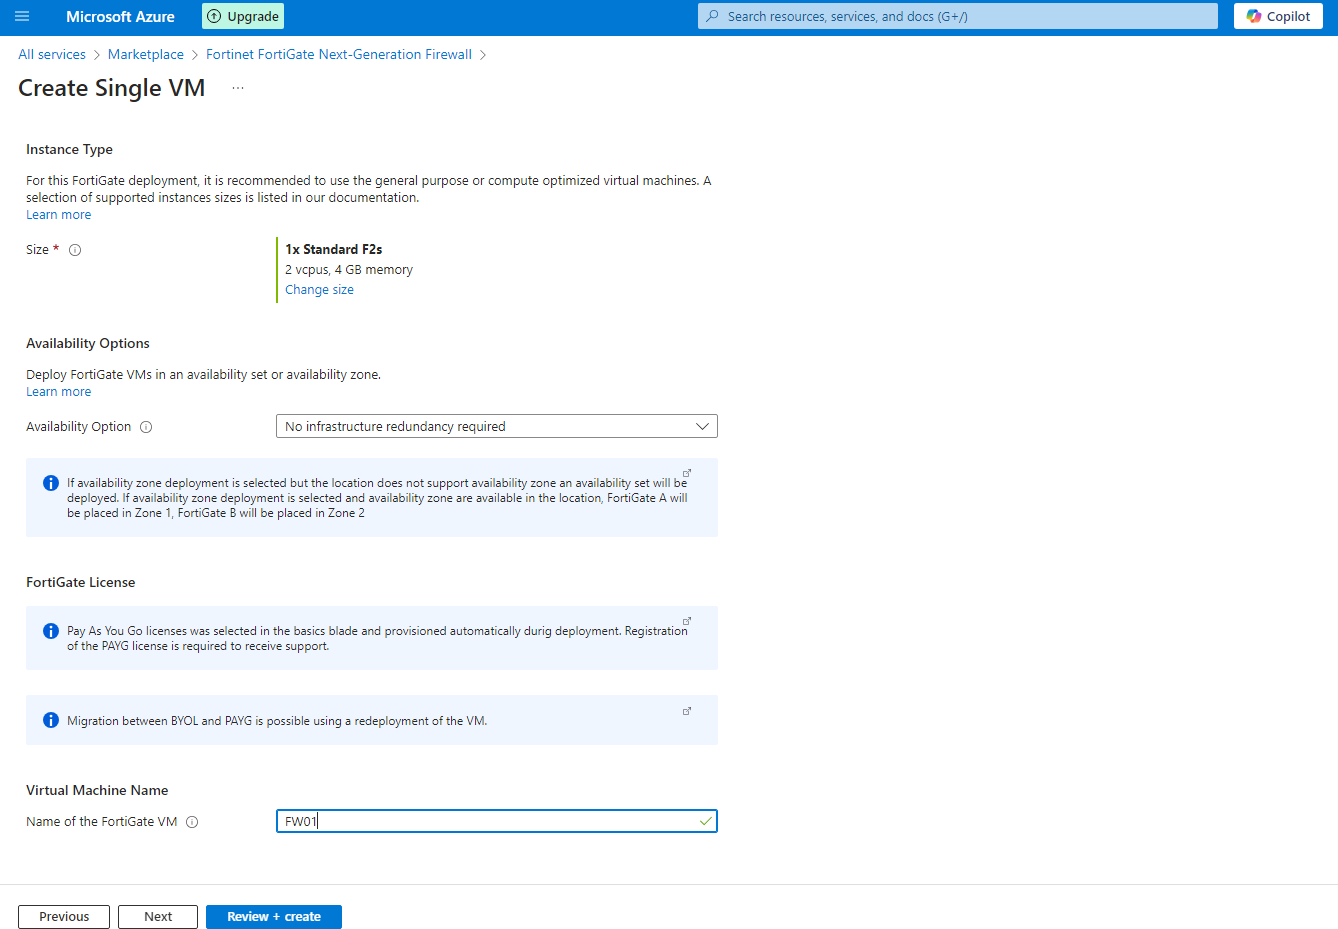 Microsoft Azure
Upgrade
Search resources, services, and docs (G+/)
Copilot
All services > Marketplace > Fortinet FortiGate Next-Generation Firewall >
Create Single VM ...
Instance Type
For this FortiGate deployment, it is recommended to use the general purpose or compute optimized virtual machines. A
selection of supported instances sizes is listed in our documentation.
Learn more
Size *
1x Standard F2s
2 vcpus, 4 GB memory
Change size
Availability Options
Deploy FortiGate VMs in an availability set or availability zone.
Learn more
Availability Option
No infrastructure redundancy required
If availability zone deployment is selected but the location does not support availability zone an availability set will be
deployed. If availability zone deployment is selected and availability zone are available in the location, FortiGate A will
be placed in Zone 1, FortiGate B will be placed in Zone 2
FortiGate License
Pay As You Go licenses was selected in the basics blade and provisioned automatically durig deployment. Registration
of the PAYG license is required to receive support.
Migration between BYOL and PAYG is possible using a redeployment of the VM.
Virtual Machine Name
Name of the FortiGate VM
FW01
Previous
Next
Review + create